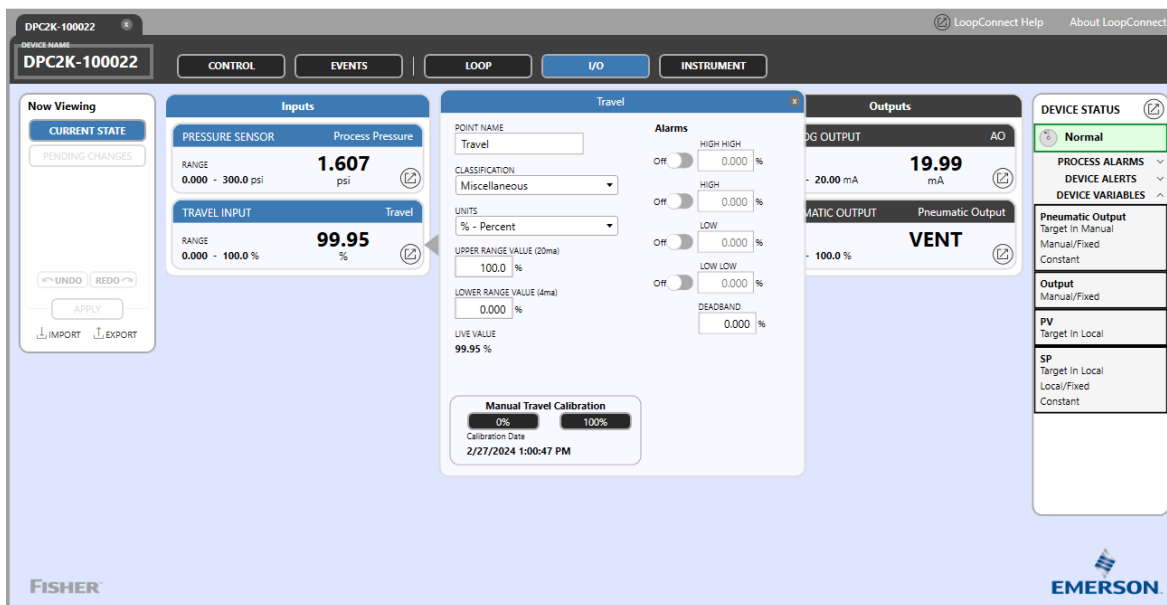 DPC2K-100022 x
LoopConnect Help About LoopConnect
DEVICE NAME
DPC2K-100022
CONTROL EVENTS LOOP I/O INSTRUMENT
Now Viewing
CURRENT STATE
PENDING CHANGES
UNDO REDO
APPLY
IMPORT EXPORT
Inputs
PRESSURE SENSOR Process Pressure
RANGE
0.000 - 300.0 psi
1.607
psi
TRAVEL INPUT Travel
RANGE
0.000 - 100.0 %
99.95
%
Travel x
POINT NAME
Travel
CLASSIFICATION
Miscellaneous
UNITS
% - Percent
UPPER RANGE VALUE (20ma)
100.0 %
LOWER RANGE VALUE (4ma)
0.000 %
LIVE VALUE
99.95 %
Manual Travel Calibration
0% 100%
Calibration Date
2/27/2024 1:00:47 PM
Alarms
HIGH HIGH
Off 0.000 %
HIGH
Off 0.000 %
LOW
Off 0.000 %
LOW LOW
Off 0.000 %
DEADBAND
0.000 %
Outputs
OG OUTPUT AO
- 20.00 mA
19.99
mA
MATIC OUTPUT Pneumatic Output
- 100.0 %
VENT
DEVICE STATUS
Normal
PROCESS ALARMS
DEVICE ALERTS
DEVICE VARIABLES
Pneumatic Output
Target In Manual
Manual/Fixed
Constant
Output
Manual/Fixed
PV
Target In Local
SP
Target In Local
Local/Fixed
Constant
FISHER
EMERSON